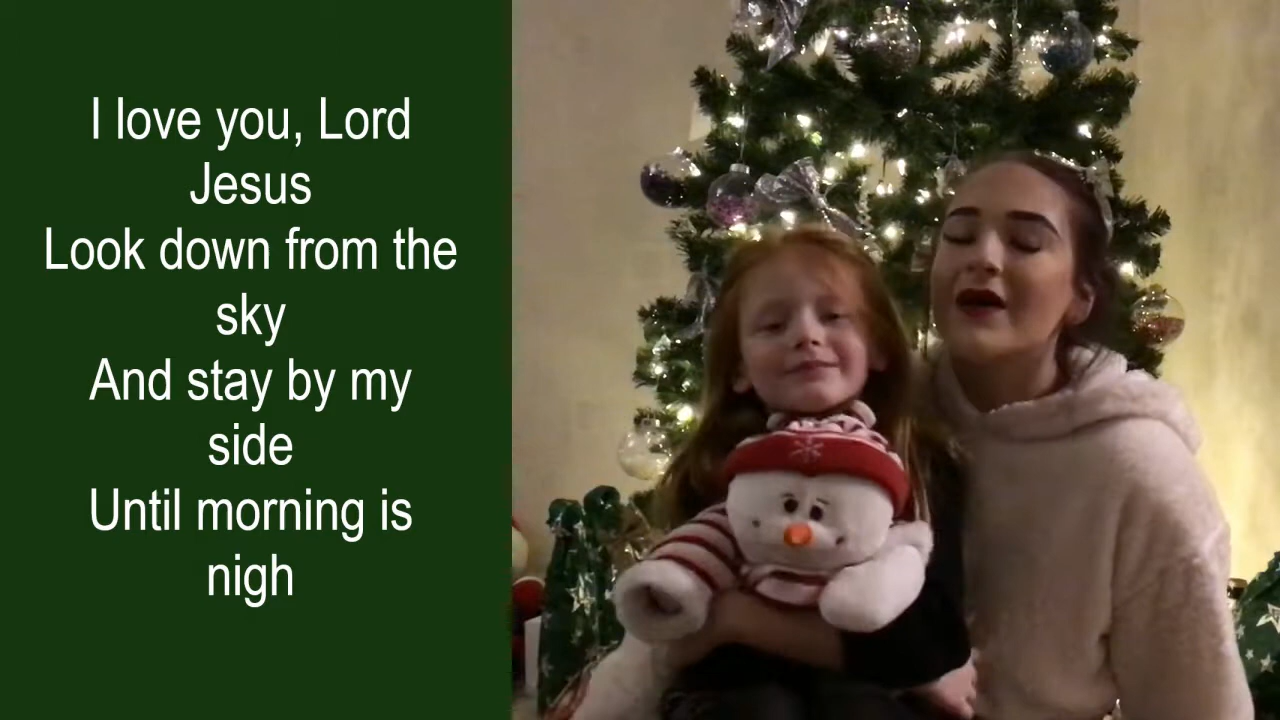 I love you, Lord
Jesus
Look down from the
sky
And stay by my
side
Until morning is
nigh